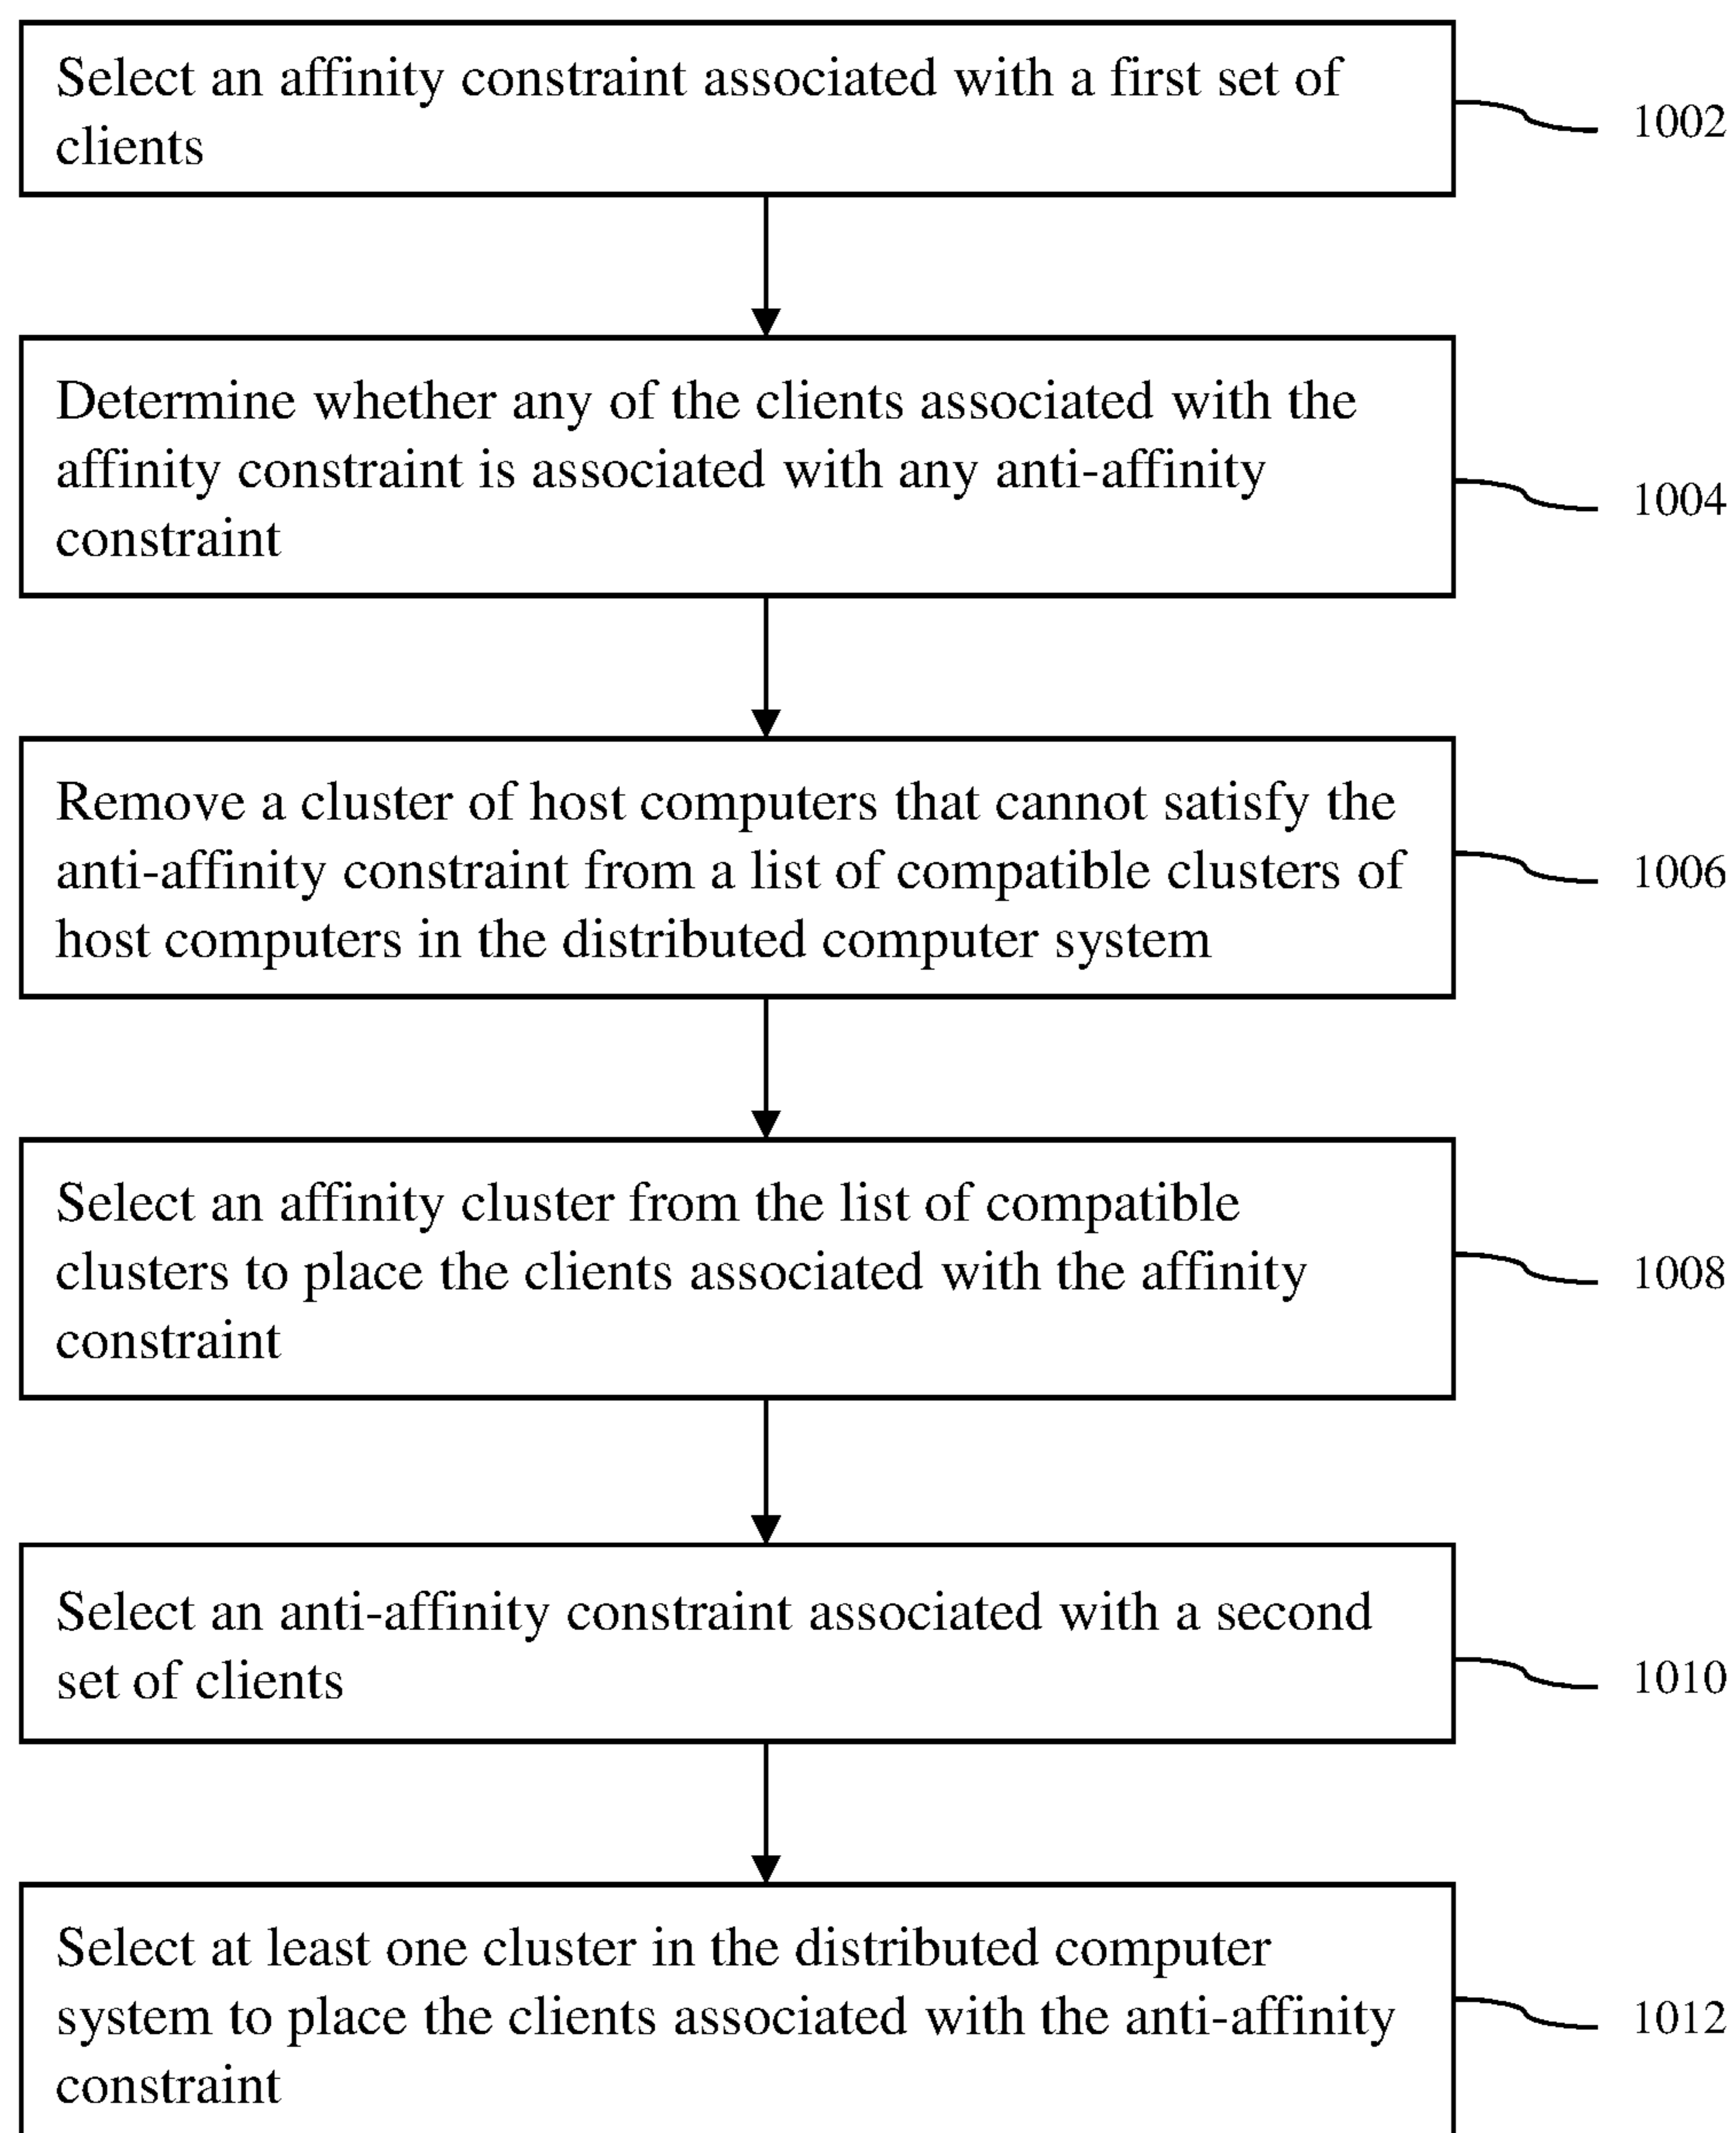 Select an affinity constraint associated with a first set of
clients
1002
Determine whether any of the clients associated with the
affinity constraint is associated with any anti-affinity
constraint
1004
Remove a cluster of host computers that cannot satisfy the
anti-affinity constraint from a list of compatible clusters of
host computers in the distributed computer system
1006
Select an affinity cluster from the list of compatible
clusters to place the clients associated with the affinity
constraint
1008
Select an anti-affinity constraint associated with a second
set of clients
1010
Select at least one cluster in the distributed computer
system to place the clients associated with the anti-affinity
constraint
1012